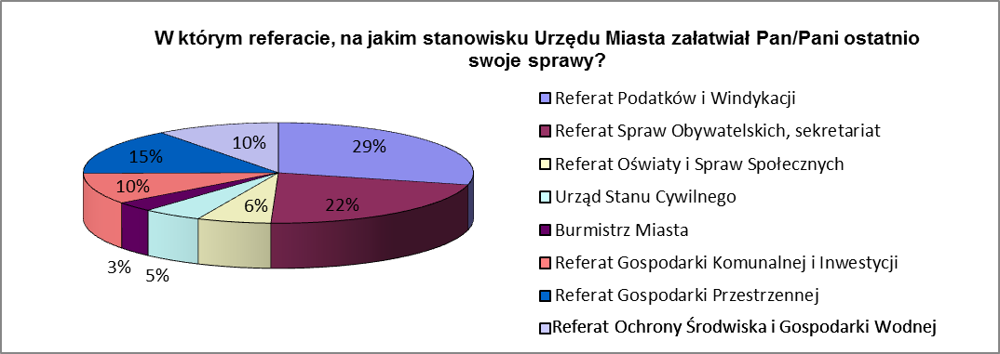 W którym referacie, na jakim stanowisku Urzędu Miasta załatwiał Pan/Pani ostatnio
swoje sprawy?
29%
22%
6%
5%
3%
10%
15%
10%
Referat Podatków i Windykacji
Referat Spraw Obywatelskich, sekretariat
Referat Oświaty i Spraw Społecznych
Urząd Stanu Cywilnego
Burmistrz Miasta
Referat Gospodarki Komunalnej i Inwestycji
Referat Gospodarki Przestrzennej
Referat Ochrony Środwiska i Gospodarki Wodnej